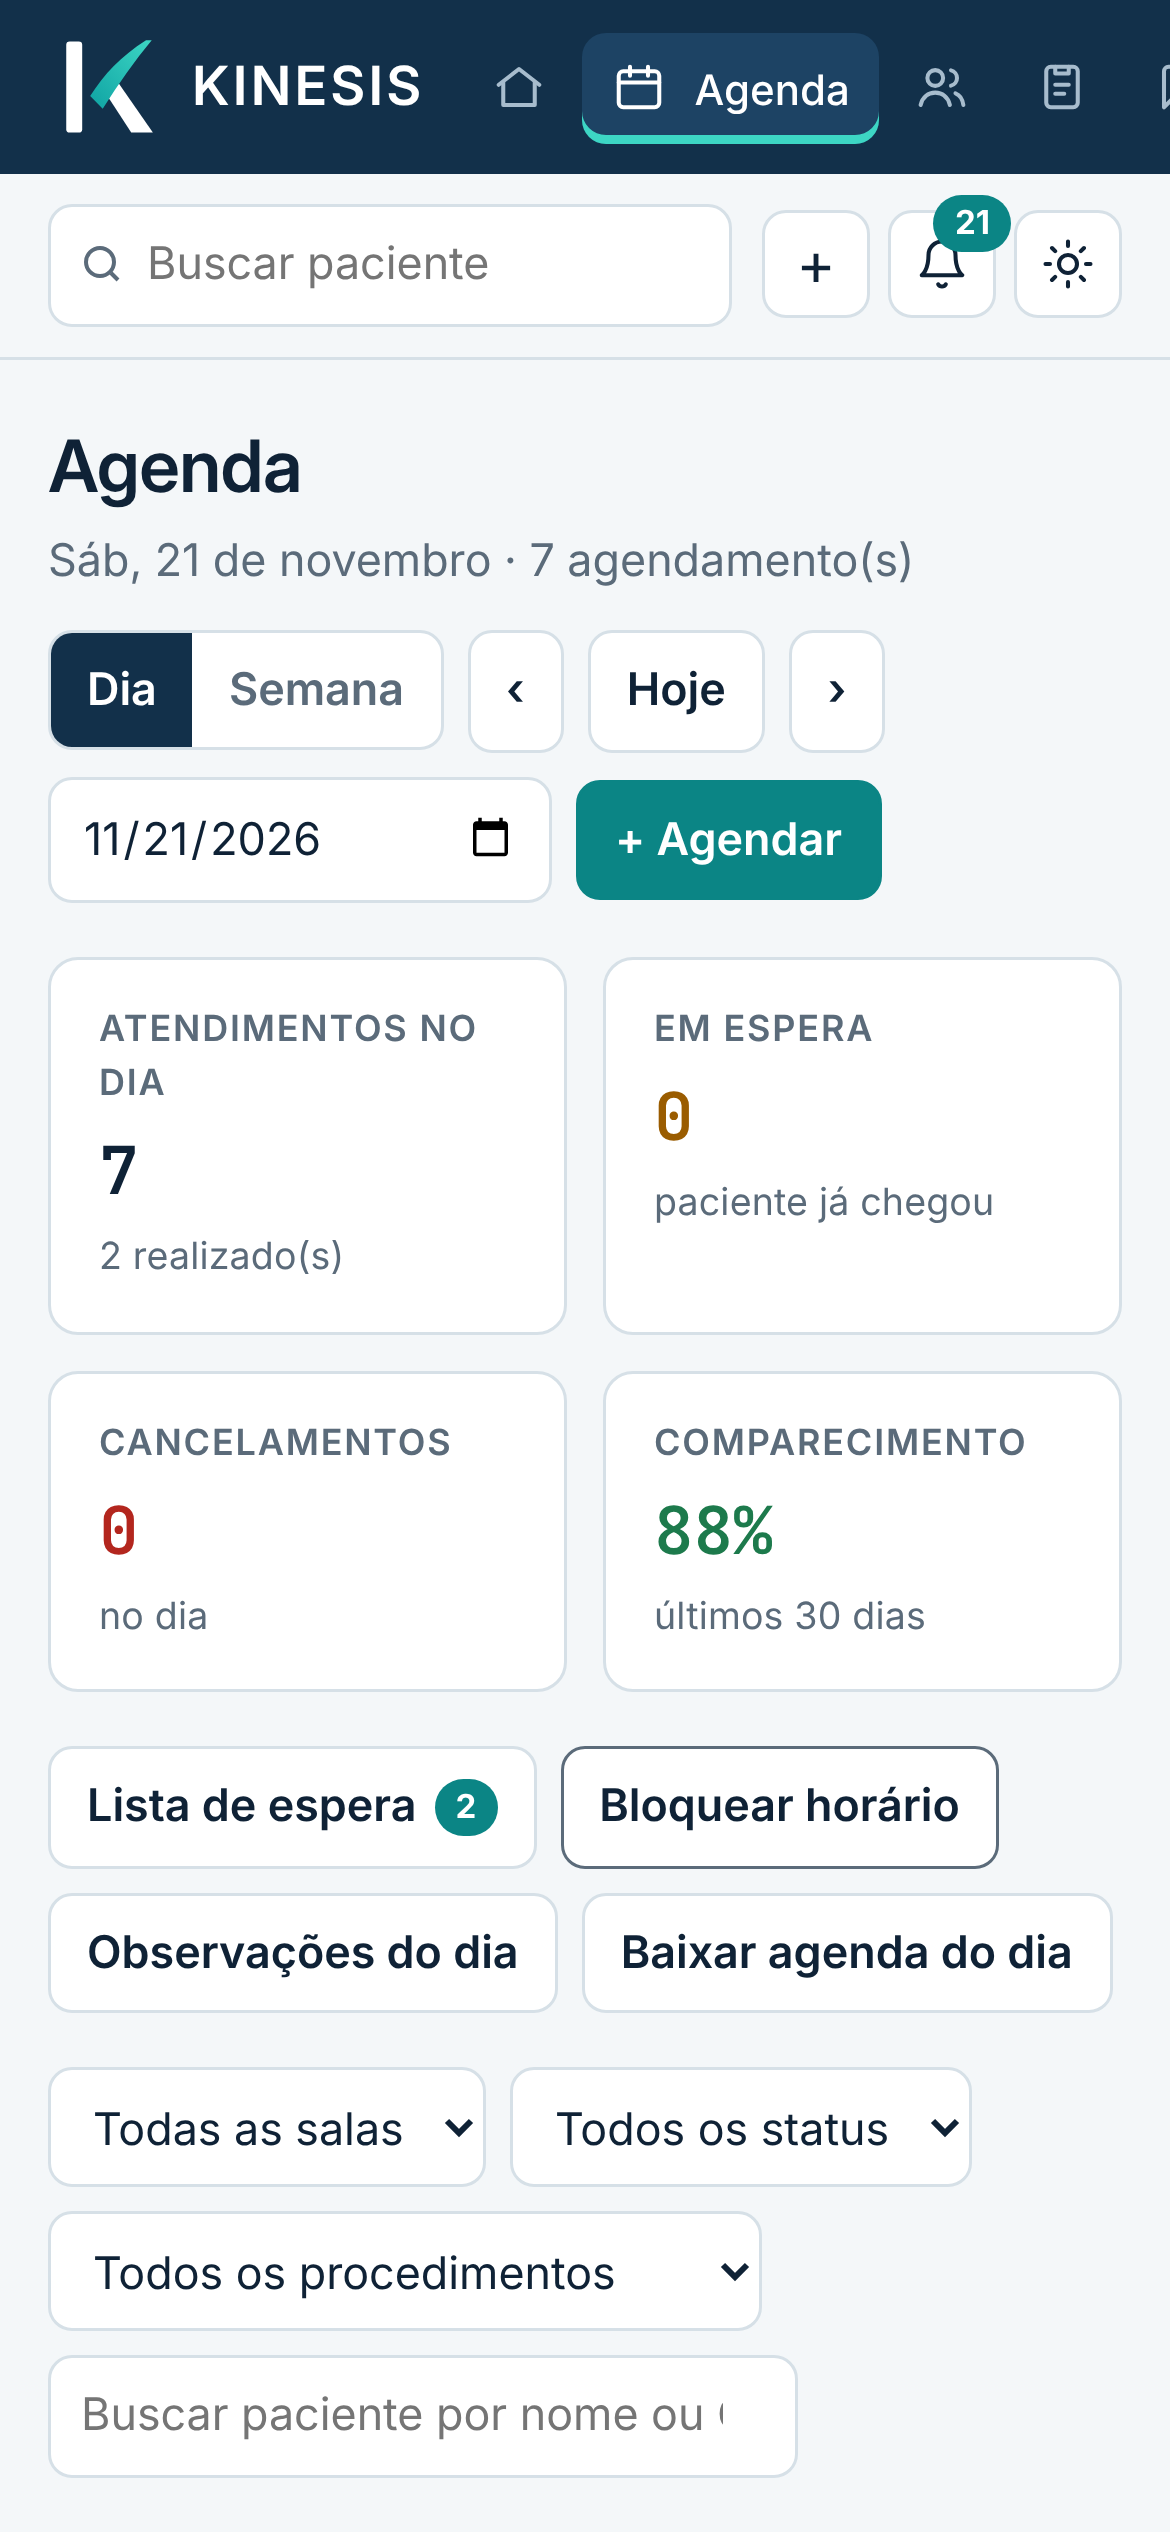 KINESIS
Agenda
Buscar paciente
+
21
Agenda
Sáb, 21 de novembro · 7 agendamento(s)
Dia
Semana
‹
Hoje
›
11/21/2026
+ Agendar
ATENDIMENTOS NO
DIA
7
2 realizado(s)
EM ESPERA
0
paciente já chegou
CANCELAMENTOS
0
no dia
COMPARECIMENTO
88%
últimos 30 dias
Lista de espera 2
Bloquear horário
Observações do dia
Baixar agenda do dia
Todas as salas
Todos os status
Todos os procedimentos
Buscar paciente por nome ou